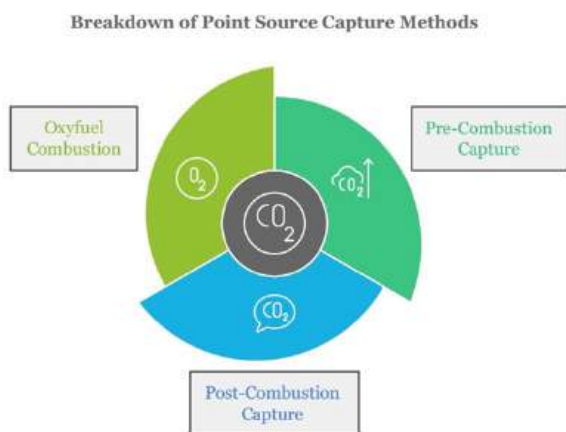 Breakdown of Point Source Capture Methods
Oxyfuel
Combustion
Pre-Combustion
Capture
O2
CO2
CO2
CO2
Post-Combustion
Capture